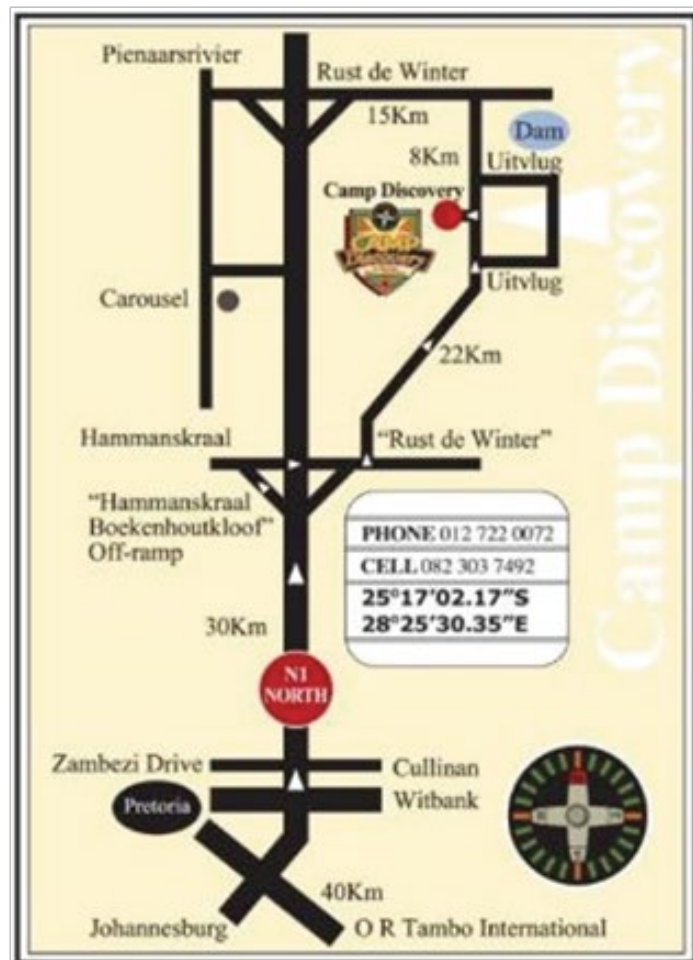 Pienaarsrivier
Rust de Winter
15Km
Dam
8Km
Uitvlug
Camp Discovery
CAMP
Discovery
Carousel
Uitvlug
22Km
Hammanskraal
"Rust de Winter"
"Hammanskraal
Boekenhoutkloof"
Off-ramp
PHONE 012 722 0072
CELL 082 303 7492
25°17'02.17"S
28°25'30.35"E
30Km
N1
NORTH
Zambezi Drive
Cullinan
Pretoria
Witbank
40Km
Johannesburg
O R Tambo International
Camp Discovery